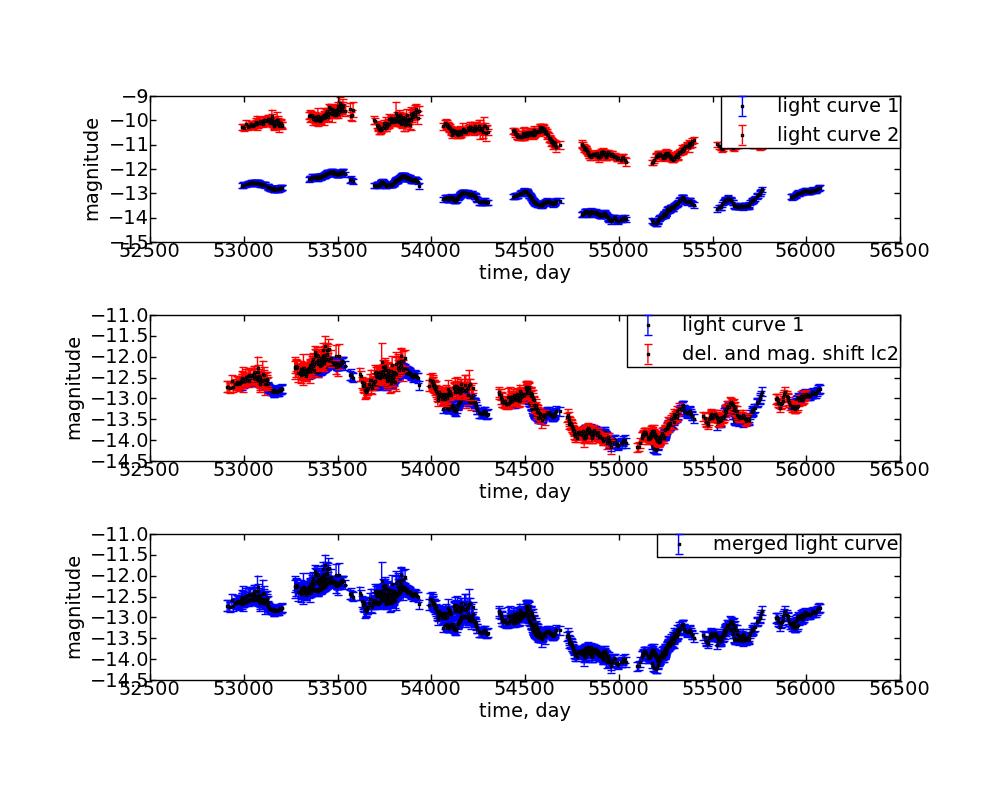 −9
light curve 1
−10
light curve 2
−11
−12
−13
−14
−15
magnitude
52500 53000 53500 54000 54500 55000 55500 56000 56500
time, day
−11.0
light curve 1
−11.5
del. and mag. shift lc2
−12.0
−12.5
−13.0
−13.5
−14.0
−14.5
magnitude
52500 53000 53500 54000 54500 55000 55500 56000 56500
time, day
−11.0
merged light curve
−11.5
−12.0
−12.5
−13.0
−13.5
−14.0
−14.5
magnitude
52500 53000 53500 54000 54500 55000 55500 56000 56500
time, day